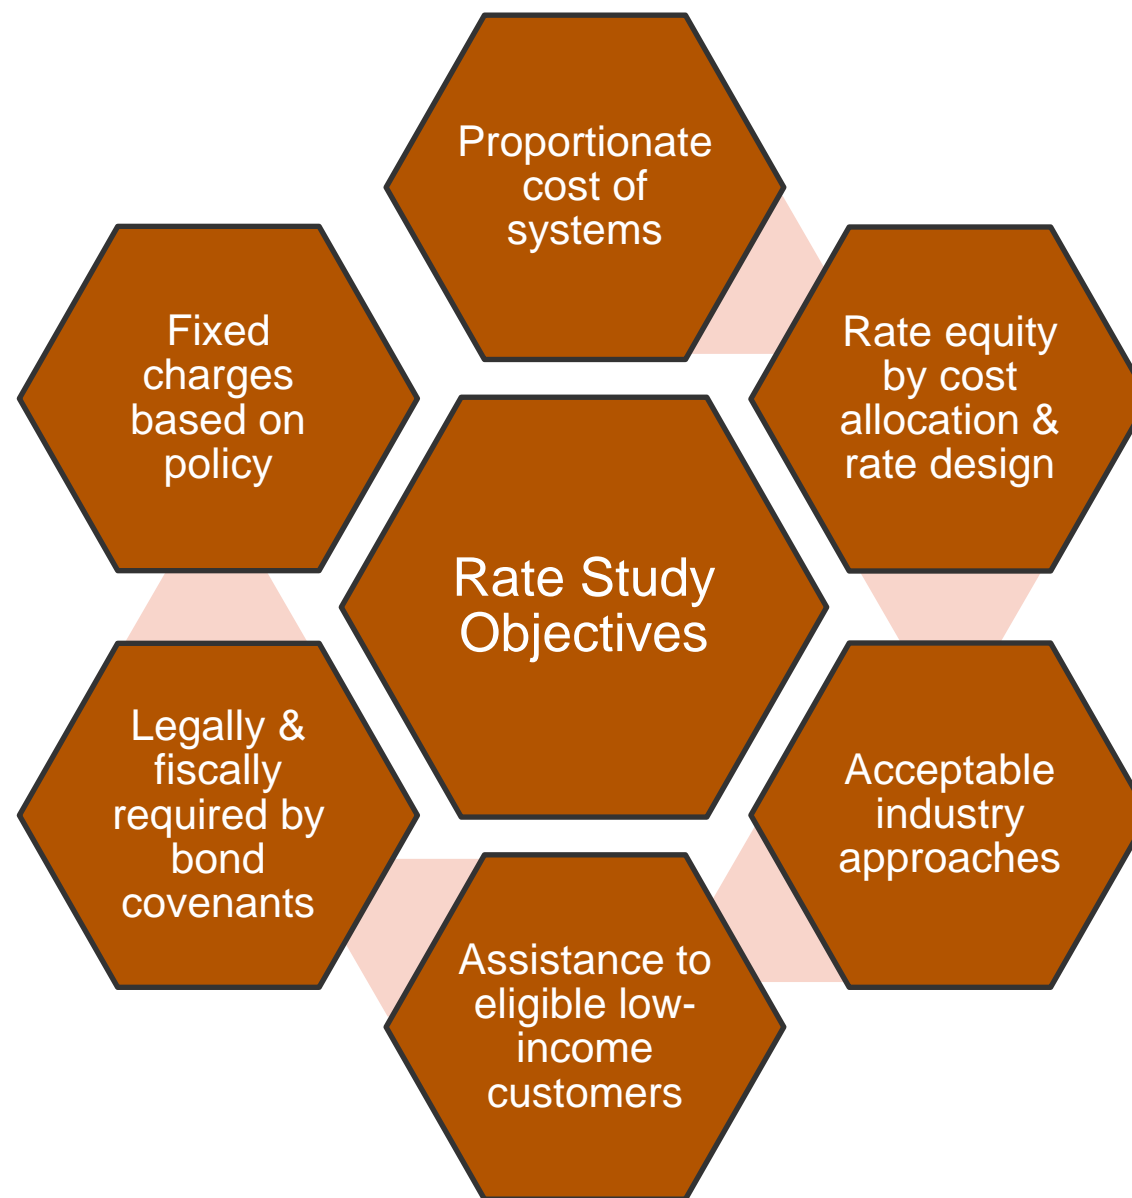 Proportionate
cost of
systems
Rate equity
by cost
allocation &
rate design
Acceptable
industry
approaches
Assistance to
eligible low-
income
customers
Legally &
fiscally
required by
bond
covenants
Fixed
charges
based on
policy
Rate Study
Objectives